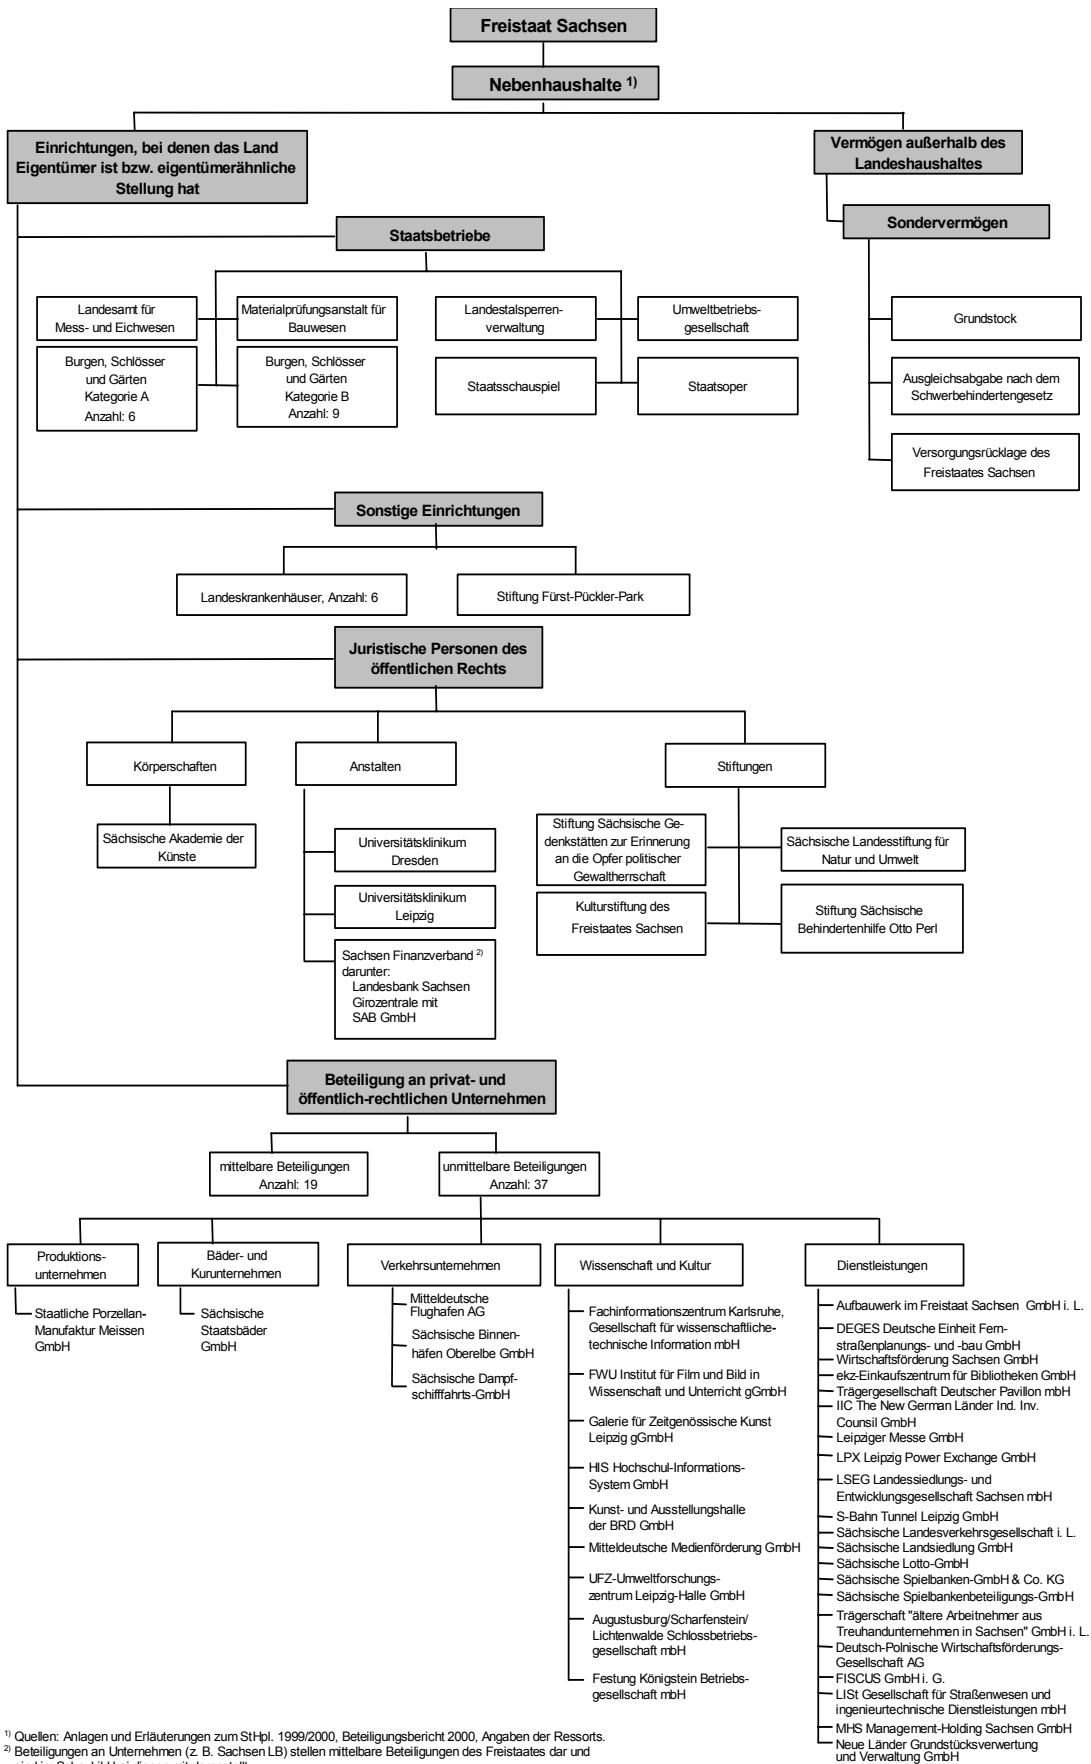 Freistaat Sachsen
Nebenhaushalte 1)
Einrichtungen, bei denen das Land
Eigentümer ist bzw. eigentümerähnliche
Stellung hat
Vermögen außerhalb des
Landeshaushaltes
Sondervermögen
Grundstock
Ausgleichsabgabe nach dem
Schwerbehindertengesetz
Versorgungsrücklage des
Freistaates Sachsen
Staatsbetriebe
Landesamt für
Mess- und Eichwesen
Materialprüfungsanstalt für
Bauwesen
Landestalsperren-
verwaltung
Umweltbetriebs-
gesellschaft
Burgen, Schlösser
und Gärten
Kategorie A
Anzahl: 6
Burgen, Schlösser
und Gärten
Kategorie B
Anzahl: 9
Staatsschauspiel
Staatsoper
Sonstige Einrichtungen
Landeskrankenhäuser, Anzahl: 6
Stiftung Fürst-Pückler-Park
Juristische Personen des
öffentlichen Rechts
Körperschaften
Anstalten
Stiftungen
Sächsische Akademie der
Künste
Universitätsklinikum
Dresden
Universitätsklinikum
Leipzig
Sachsen Finanzverband 2)
darunter:
Landesbank Sachsen
Girozentrale mit
SAB GmbH
Stiftung Sächsische Ge-
denkstätten zur Erinnerung
an die Opfer politischer
Gewaltherrschaft
Sächsische Landesstiftung für
Natur und Umwelt
Kulturstiftung des
Freistaates Sachsen
Stiftung Sächsische
Behindertenhilfe Otto Perl
Beteiligung an privat- und
öffentlich-rechtlichen Unternehmen
mittelbare Beteiligungen
Anzahl: 19
unmittelbare Beteiligungen
Anzahl: 37
Produktions-
unternehmen
Staatliche Porzellan-
Manufaktur Meissen
GmbH
Bäder- und
Kurunternehmen
Sächsische
Staatsbäder
GmbH
Verkehrsunternehmen
Mitteldeutsche
Flughafen AG
Sächsische Binnen-
häfen Oberelbe GmbH
Sächsische Dampf-
schifffahrts-GmbH
Wissenschaft und Kultur
Fachinformationszentrum Karlsruhe,
Gesellschaft für wissenschaftliche-
technische Information mbH
FWU Institut für Film und Bild in
Wissenschaft und Unterricht gGmbH
Galerie für Zeitgenössische Kunst
Leipzig gGmbH
HIS Hochschul-Informations-
System GmbH
Kunst- und Ausstellungshalle
der BRD GmbH
Mitteldeutsche Medienförderung GmbH
UFZ-Umweltforschungs-
zentrum Leipzig-Halle GmbH
Augustusburg/Scharfenstein/
Lichtenwalde Schlossbetriebs-
gesellschaft mbH
Festung Königstein Betriebs-
gesellschaft mbH
Dienstleistungen
Aufbauwerk im Freistaat Sachsen GmbH i. L.
DEGES Deutsche Einheit Fern-
straßenplanungs- und -bau GmbH
Wirtschaftsförderung Sachsen GmbH
ekz-Einkaufszentrum für Bibliotheken GmbH
Trägergesellschaft Deutscher Pavillon mbH
IIC The New German Länder Ind. Inv.
Counsil GmbH
Leipziger Messe GmbH
LPX Leipzig Power Exchange GmbH
LSEG Landessiedlungs- und
Entwicklungsgesellschaft Sachsen mbH
S-Bahn Tunnel Leipzig GmbH
Sächsische Landesverkehrsgesellschaft i. L.
Sächsische Landsiedlung GmbH
Sächsische Lotto-GmbH
Sächsische Spielbanken-GmbH & Co. KG
Sächsische Spielbankenbeteiligungs-GmbH
Trägerschaft "ältere Arbeitnehmer aus
Treuhandunternehmen in Sachsen" GmbH i. L.
Deutsch-Polnische Wirtschaftsförderungs-
Gesellschaft AG
FISCUS GmbH i. G.
LISt Gesellschaft für Straßenwesen und
ingenieurtechnische Dienstleistungen mbH
MHS Management-Holding Sachsen GmbH
Neue Länder Grundstücksverwertung
und Verwaltung GmbH
1) Quellen: Anlagen und Erläuterungen zum StHpl. 1999/2000, Beteiligungsbericht 2000, Angaben der Ressorts.
2) Beteiligungen an Unternehmen (z. B. Sachsen LB) stellen mittelbare Beteiligungen des Freistaates dar und